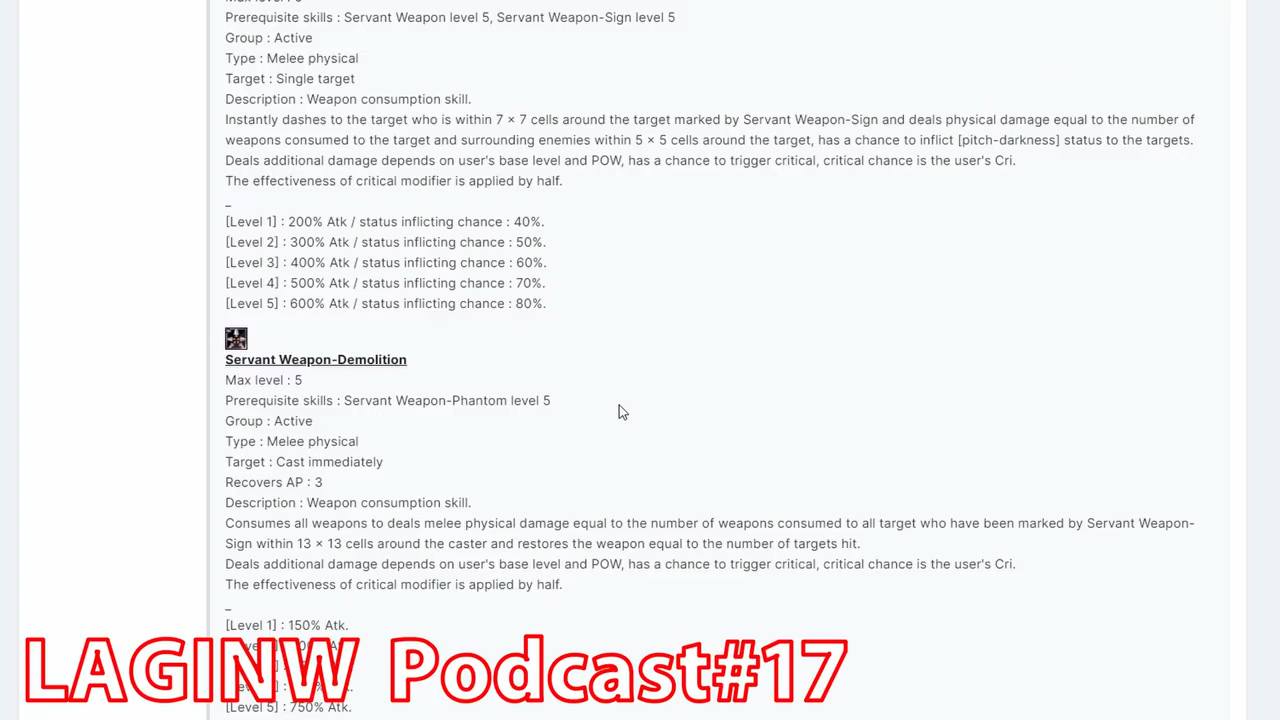 Prerequisite skills : Servant Weapon level 5, Servant Weapon-Sign level 5
Group : Active
Type : Melee physical
Target : Single target
Description : Weapon consumption skill.
Instantly dashes to the target who is within 7 × 7 cells around the target marked by Servant Weapon-Sign and deals physical damage equal to the number of
weapons consumed to the target and surrounding enemies within 5 × 5 cells around the target, has a chance to inflict [pitch-darkness] status to the targets.
Deals additional damage depends on user's base level and POW, has a chance to trigger critical, critical chance is the user's Cri.
The effectiveness of critical modifier is applied by half.
_
[Level 1] : 200% Atk / status inflicting chance : 40%.
[Level 2] : 300% Atk / status inflicting chance : 50%.
[Level 3] : 400% Atk / status inflicting chance : 60%.
[Level 4] : 500% Atk / status inflicting chance : 70%.
[Level 5] : 600% Atk / status inflicting chance : 80%.
Servant Weapon-Demolition
Max level : 5
Prerequisite skills : Servant Weapon-Phantom level 5
Group : Active
Type : Melee physical
Target : Cast immediately
Recovers AP : 3
Description : Weapon consumption skill.
Consumes all weapons to deals melee physical damage equal to the number of weapons consumed to all target who have been marked by Servant Weapon-
Sign within 13 × 13 cells around the caster and restores the weapon equal to the number of targets hit.
Deals additional damage depends on user's base level and POW, has a chance to trigger critical, critical chance is the user's Cri.
The effectiveness of critical modifier is applied by half.
_
[Level 1] : 150% Atk.
LAGINW Podcast#17
[Level 5] : 750% Atk.